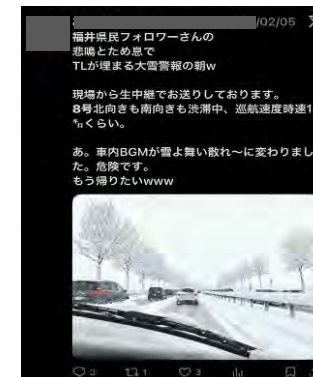 /02/05
福井県民フォロワーさんの
悲鳴とため息で
TLが埋まる大雪警報の朝w
現場から生中継でお送りしております。
8号北向きも南向きも渋滞中、巡航速度時速1
㌔くらい。
あ。車内BGMが雪よ舞い散れ〜に変わりまし
た。危険です。
もう帰りたいwww
3 1 3